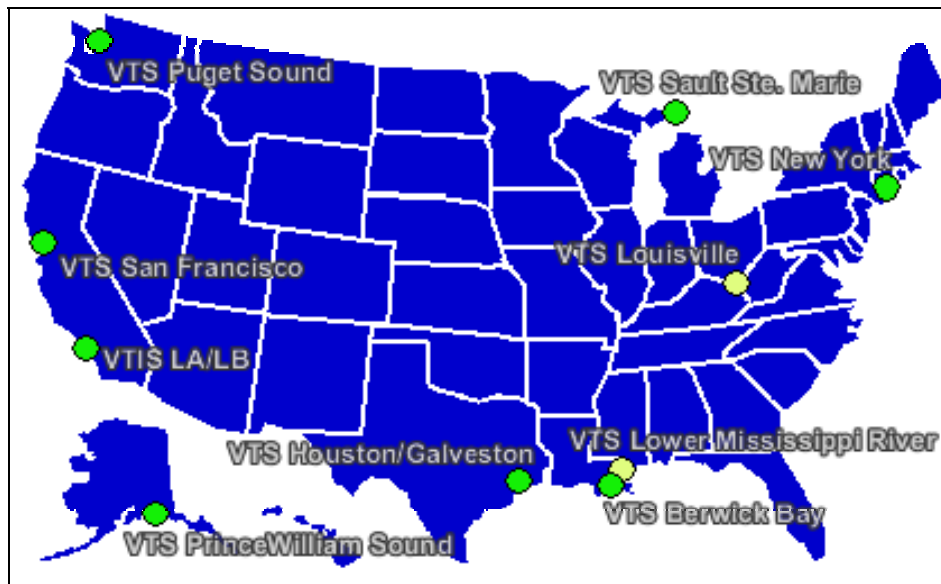 VTS Puget Sound
VTS Sault Ste. Marie
VTS New York
VTS Louisville
VTS San Francisco
VTIS LA/LB
VTS Lower Mississippi River
VTS Houston/Galveston
VTS Berwick Bay
VTS PrinceWilliam Sound